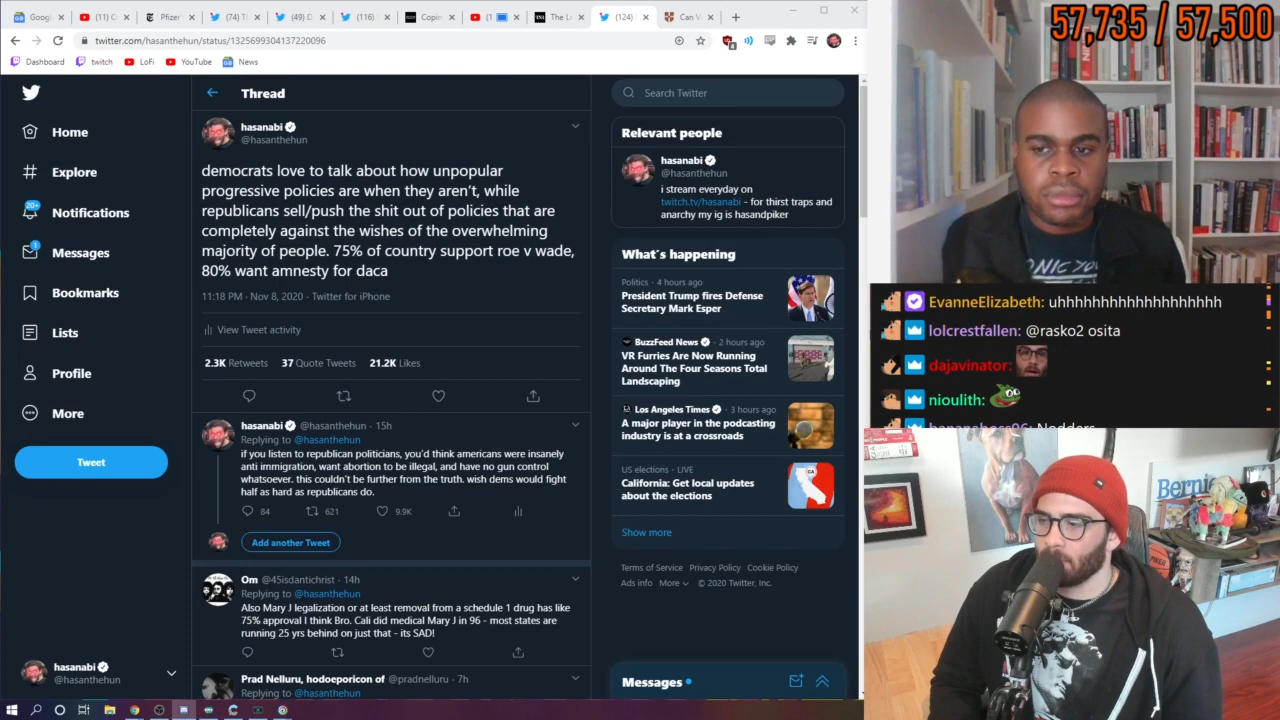 Googl
(11) C
Pfizer'
(74) T
(49) D
(116)
Copin
(1
The L
(124)
Can V
twitter.com/hasanthehun/status/1325699304137220096
Dashboard
twitch
LoFi
YouTube
News
57,735 / 57,500
Home
Explore
20+
Notifications
1
Messages
Bookmarks
Lists
Profile
More
Tweet
hasanabi
@hasanthehun
Thread
hasanabi
@hasanthehun
democrats love to talk about how unpopular
progressive policies are when they aren't, while
republicans sell/push the shit out of policies that are
completely against the wishes of the overwhelming
majority of people. 75% of country support roe v wade,
80% want amnesty for daca
11:18 PM · Nov 8, 2020 · Twitter for iPhone
View Tweet activity
2.3K Retweets 37 Quote Tweets 21.2K Likes
hasanabi @hasanthehun · 15h
Replying to @hasanthehun
if you listen to republican politicians, you'd think americans were insanely
anti immigration, want abortion to be illegal, and have no gun control
whatsoever. this couldn't be further from the truth. wish dems would fight
half as hard as republicans do.
84 621 9.9K
Add another Tweet
Om @45isdantichrist · 14h
Replying to @hasanthehun
Also Mary J legalization or at least removal from a schedule 1 drug has like
75% approval I think Bro. Cali did medical Mary J in 96 - most states are
running 25 yrs behind on just that - its SAD!
Prad Nelluru, hodoeporicon of @pradnelluru · 7h
Replying to @hasanthehun
Search Twitter
Relevant people
hasanabi
@hasanthehun
i stream everyday on
twitch.tv/hasanabi - for thirst traps and
anarchy my ig is hasandpiker
What's happening
Politics · 4 hours ago
President Trump fires Defense
Secretary Mark Esper
BuzzFeed News · 2 hours ago
VR Furries Are Now Running
Around The Four Seasons Total
Landscaping
Los Angeles Times · 3 hours ago
A major player in the podcasting
industry is at a crossroads
US elections · LIVE
California: Get local updates
about the elections
Show more
Terms of Service Privacy Policy Cookie Policy
Ads info More © 2020 Twitter, Inc.
Messages
EvanneElizabeth: uhhhhhhhhhhhhhhhhhhh
lolcrestfallen: @rasko2 osita
dajavinator:
nioulith:
Nodders
Bernie